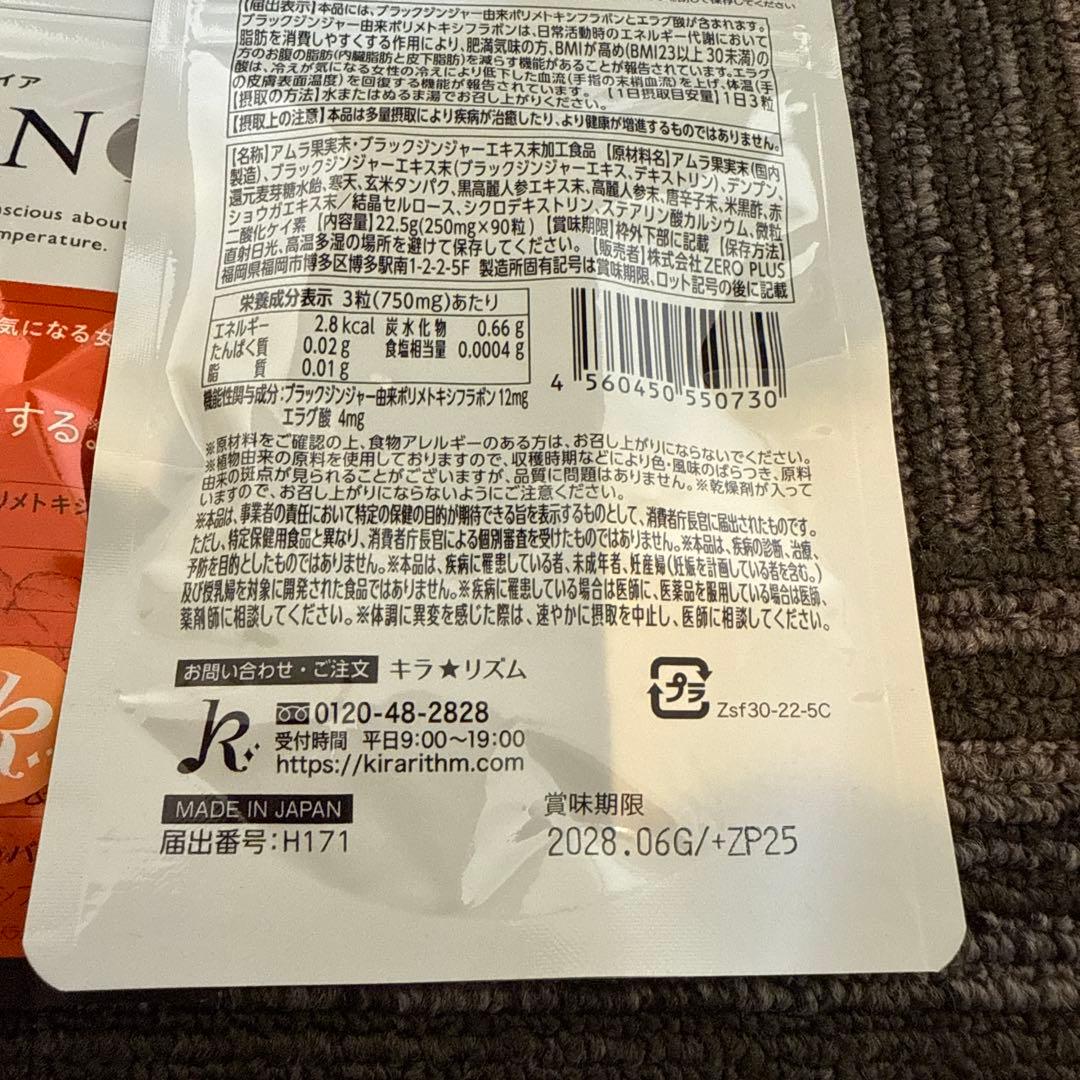 【届出表示】本品には、ブラックジンジャー由来ポリメトキシフラボンとエラグ酸が含まれます。
ブラックジンジャー由来ポリメトキシフラボンは、日常活動時のエネルギー代謝において
脂肪を消費しやすくする作用により、肥満気味の方、BMIが高め(BMI23以上30未満)の
方のお腹の脂肪(内臓脂肪と皮下脂肪)を減らす機能があることが報告されています。エラグ
酸は、冷えが気になる女性の冷えにより低下した血流(手指の末梢血流)を上げ、体温(手
の皮膚表面温度)を回復する機能が報告されています。 【1日摂取目安量】1日3粒
【摂取の方法】水またはぬるま湯でお召し上がりください。
【摂取上の注意】本品は多量摂取により疾病が治癒したり、より健康が増進するものではありません。
【名称】アムラ果実末・ブラックジンジャーエキス末加工食品 【原材料名】アムラ果実末(国内
製造)、ブラックジンジャーエキス末(ブラックジンジャーエキス、デキストリン)、デンプン、
還元麦芽糖水飴、寒天、玄米タンパク、黒高麗人参エキス末、高麗人参末、唐辛子末、米黒酢、赤
ショウガエキス末/結晶セルロース、シクロデキストリン、ステアリン酸カルシウム、微粒
二酸化ケイ素 【内容量】22.5g(250mg×90粒) 【賞味期限】枠外下部に記載 【保存方法】
直射日光、高温多湿の場所を避けて保存してください。 【販売者】株式会社ZERO PLUS
福岡県福岡市博多区博多駅南1-2-2-5F 製造所固有記号は賞味期限、ロット記号の後に記載
栄養成分表示 3粒(750mg)あたり
エネルギー 2.8kcal 炭水化物 0.66g
たんぱく質 0.02g 食塩相当量 0.0004g
脂質 0.01g
機能性関与成分:ブラックジンジャー由来ポリメトキシフラボン12mg
エラグ酸 4mg
4 560450 550730
※原材料をご確認の上、食物アレルギーのある方は、お召し上がりにならないでください。
※植物由来の原料を使用しておりますので、収穫時期などにより色・風味のばらつき、原料
由来の斑点が見られることがございますが、品質に問題はありません。※乾燥剤が入って
いますので、お召し上がりにならないようにご注意ください。
※本品は、事業者の責任において特定の保健の目的が期待できる旨を表示するものとして、消費者庁長官に届出されたものです。
ただし、特定保健用食品と異なり、消費者庁長官による個別審査を受けたものではありません。※本品は、疾病の診断、治療、
予防を目的としたものではありません。※本品は、疾病に罹患している者、未成年者、妊産婦(妊娠を計画している者を含む。)
及び授乳婦を対象に開発された食品ではありません。※疾病に罹患している場合は医師に、医薬品を服用している場合は医師、
薬剤師に相談してください。※体調に異変を感じた際は、速やかに摂取を中止し、医師に相談してください。
お問い合わせ・ご注文 キラ★リズム
k
0120-48-2828
受付時間 平日9:00〜19:00
https://kirarithm.com
プラ
Zsf30-22-5C
MADE IN JAPAN
届出番号:H171
賞味期限
2028.06G/+ZP25
イア
N
nscious about
mperature.
気になる女
する。
リメトキシ